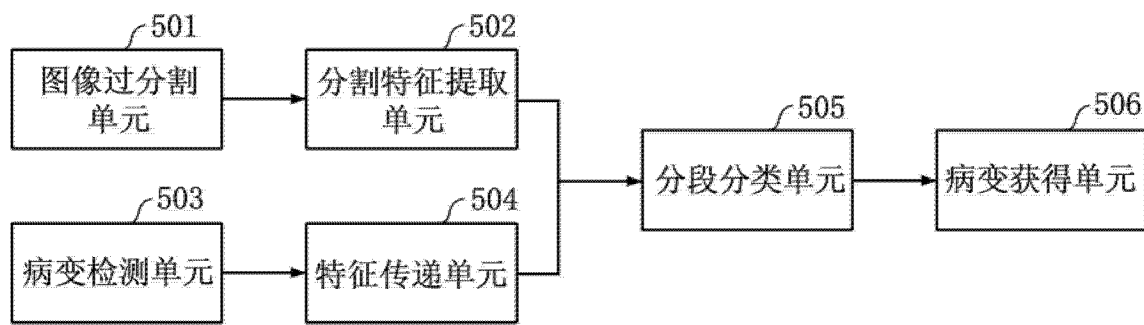 501
图像过分割
单元
502
分割特征提取
单元
503
病变检测单元
504
特征传递单元
505
分段分类单元
506
病变获得单元